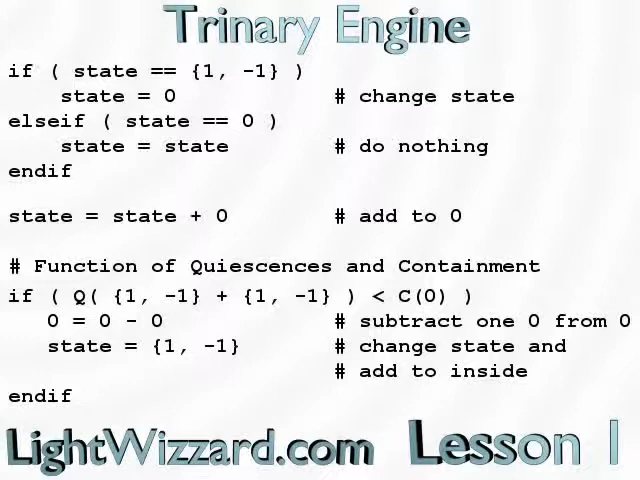 Trinary Engine
if ( state == {1, -1} )
state = 0 # change state
elseif ( state == 0 )
state = state # do nothing
endif
state = state + 0 # add to 0
# Function of Quiescences and Containment
if ( Q( {1, -1} + {1, -1} ) < C(0) )
0 = 0 - 0 # subtract one 0 from 0
state = {1, -1} # change state and
# add to inside
endif
LightWizzard.com Lesson 1